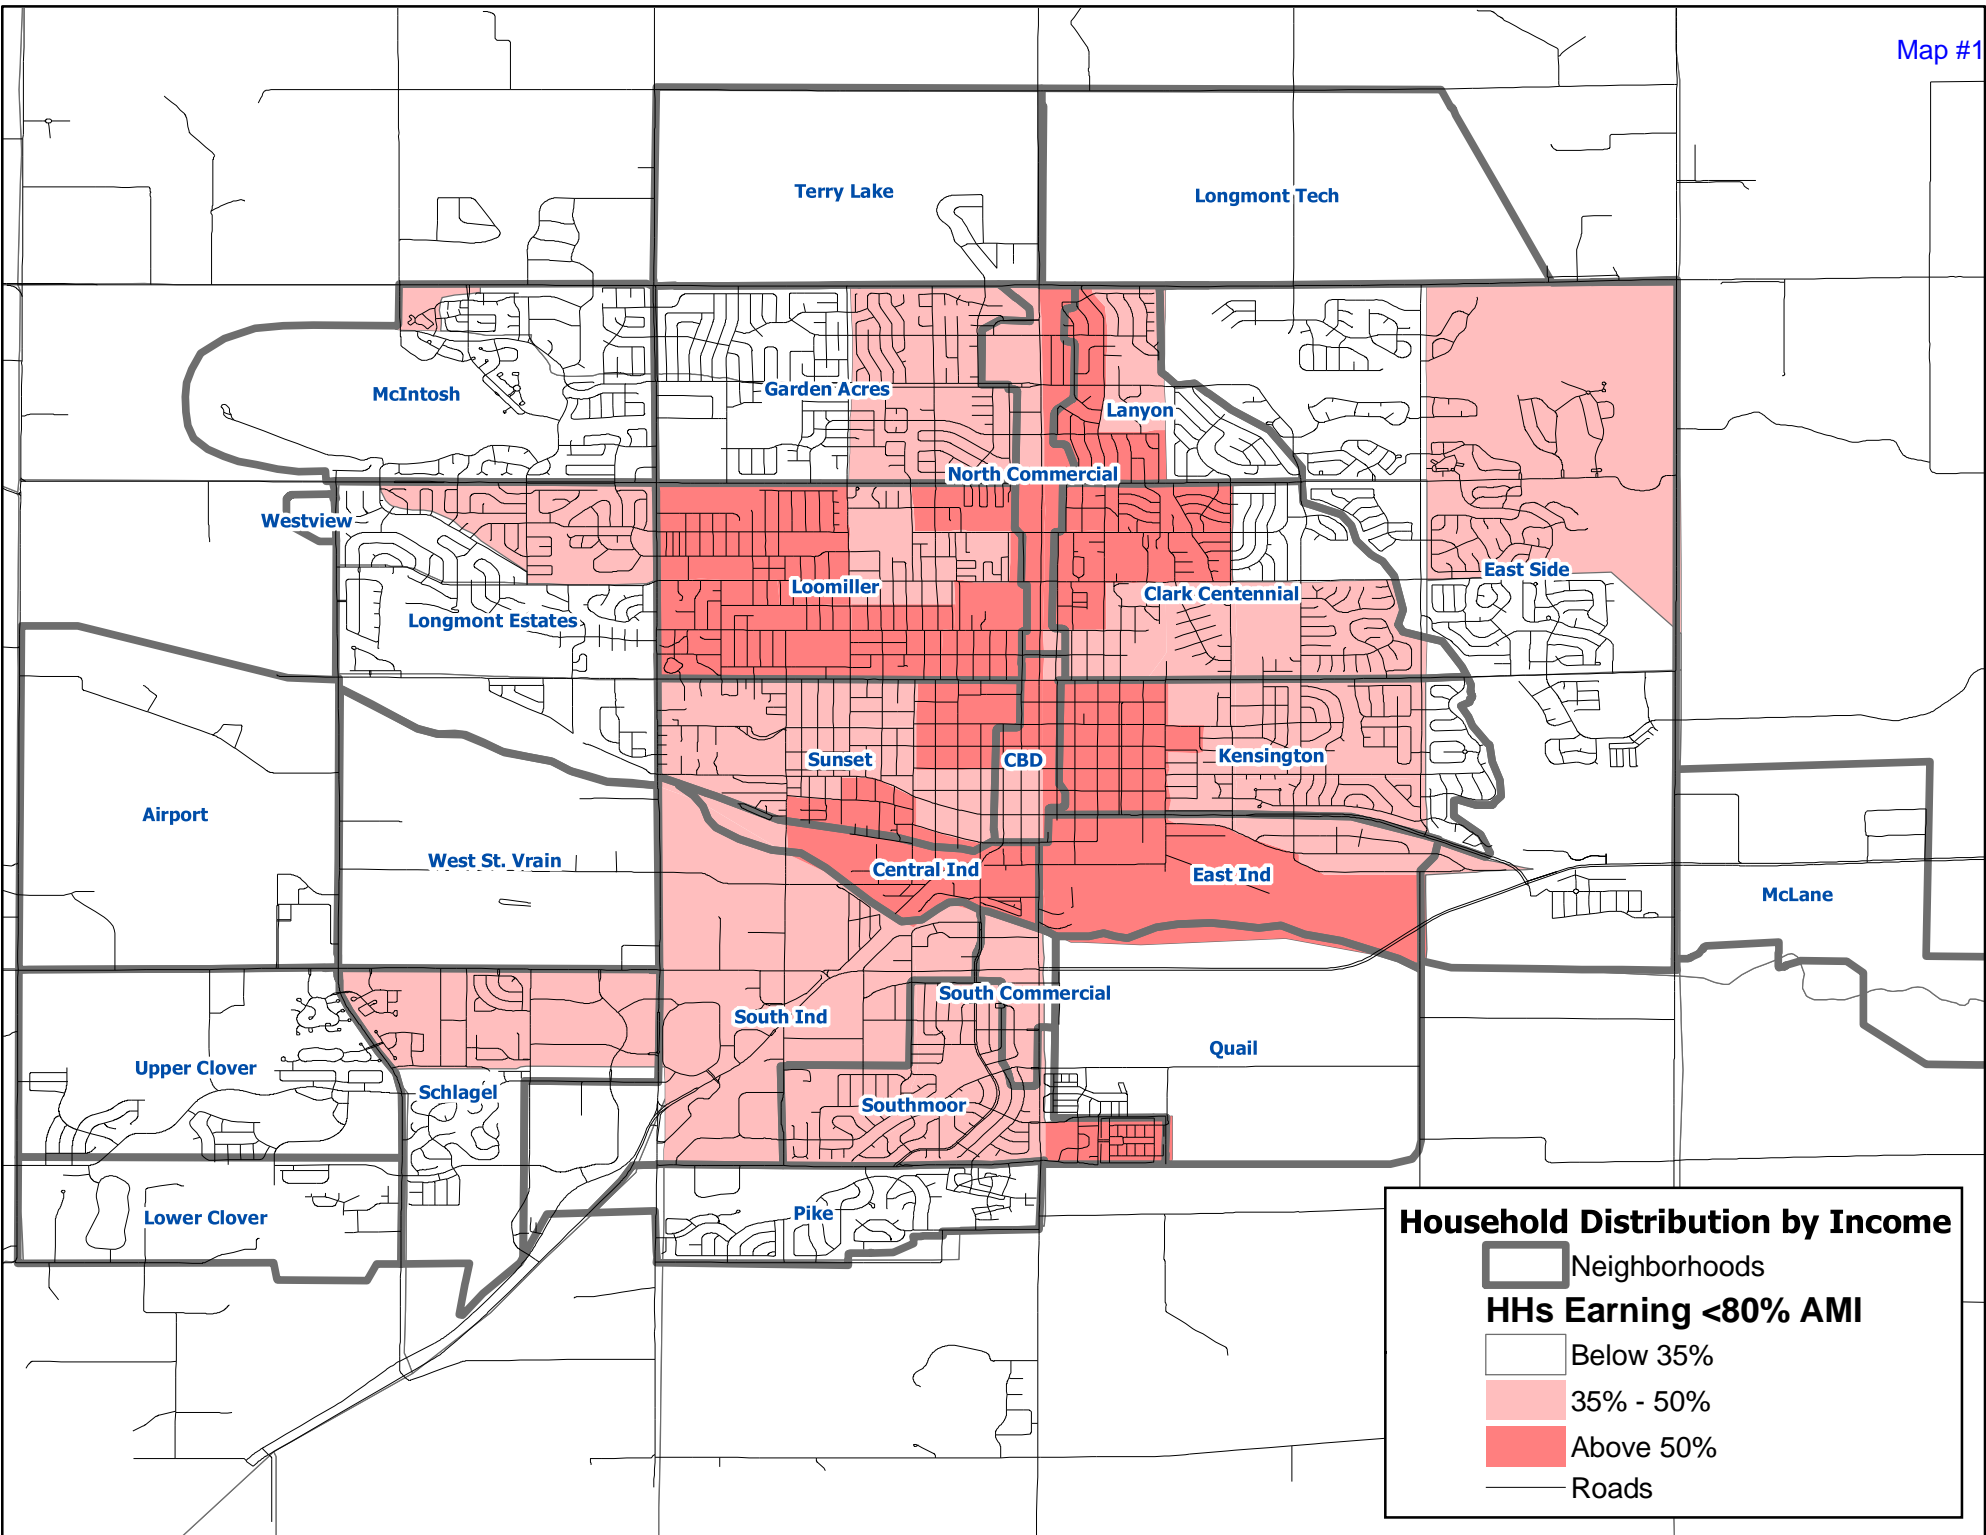 Map #1
Terry Lake
Longmont Tech
McIntosh
Garden Acres
Lanyon
North Commercial
Westview
East Side
Loomiller
Clark Centennial
Longmont Estates
Sunset
CBD
Kensington
Airport
West St. Vrain
Central Ind
East Ind
McLane
South Commercial
South Ind
Quail
Upper Clover
Schlagel
Southmoor
Lower Clover
Pike
Household Distribution by Income
Neighborhoods
HHs Earning <80% AMI
Below 35%
35% - 50%
Above 50%
Roads